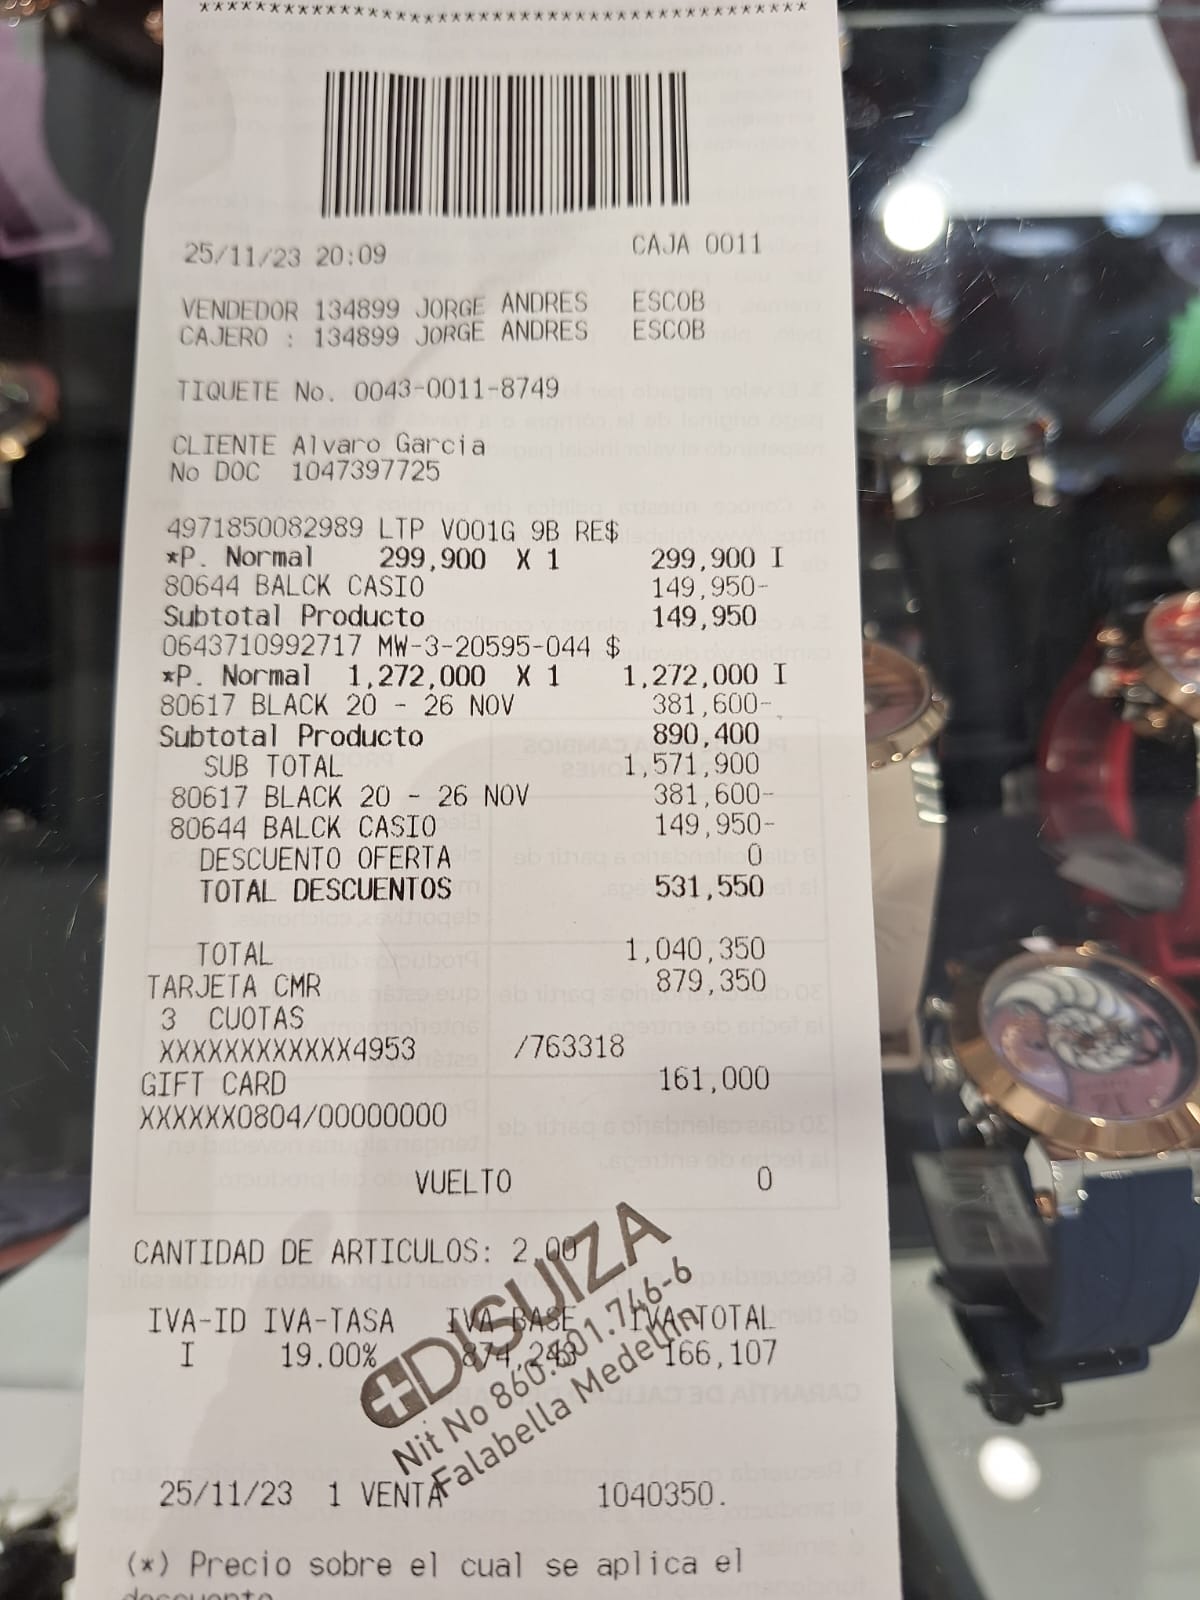 ****************************************************
25/11/23 20:09 CAJA 0011
VENDEDOR 134899 JORGE ANDRES ESCOB
CAJERO : 134899 JORGE ANDRES ESCOB
TIQUETE No. 0043-0011-8749
CLIENTE Alvaro Garcia
No DOC 1047397725
4971850082989 LTP V001G 9B RE$
*P. Normal 299,900 X 1 299,900 I
80644 BALCK CASIO 149,950-
Subtotal Producto 149,950
0643710992717 MW-3-20595-044 $
*P. Normal 1,272,000 X 1 1,272,000 I
80617 BLACK 20 - 26 NOV 381,600-
Subtotal Producto 890,400
SUB TOTAL 1,571,900
80617 BLACK 20 - 26 NOV 381,600-
80644 BALCK CASIO 149,950-
DESCUENTO OFERTA 0
TOTAL DESCUENTOS 531,550
TOTAL 1,040,350
TARJETA CMR 879,350
3 CUOTAS
XXXXXXXXXXXX4953 /763318
GIFT CARD 161,000
XXXXXX0804/00000000
VUELTO 0
CANTIDAD DE ARTICULOS: 2.00
IVA-ID IVA-TASA IVA-BASE IVA-TOTAL
I 19.00% 874,243 166,107
DISUIZA
Nit No 860.501.746-6
Falabella Medellin
25/11/23 1 VENTA 1040350.
(*) Precio sobre el cual se aplica el
descuento